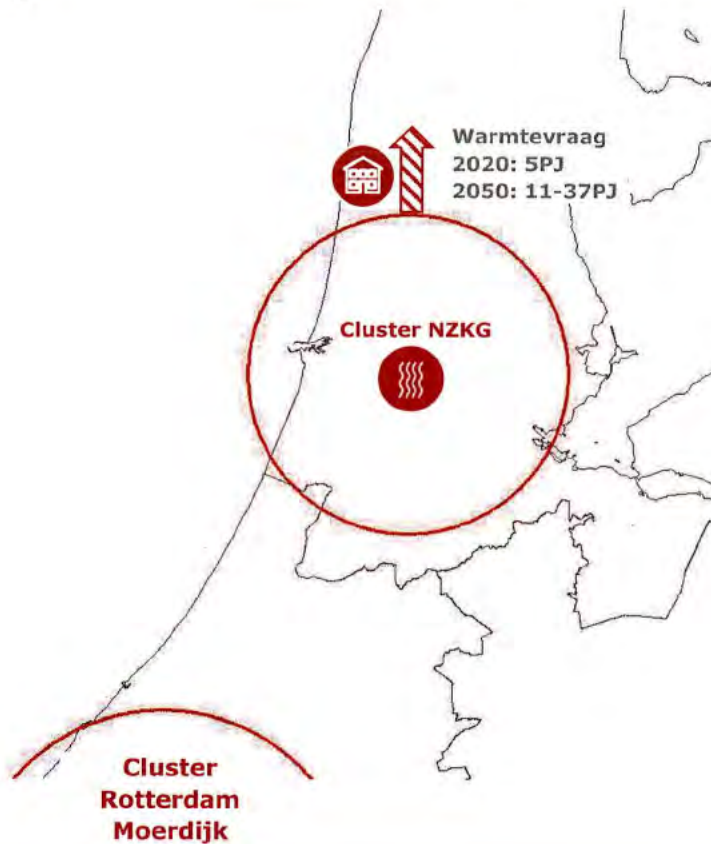 Warmtevraag
2020: 5PJ
2050: 11-37PJ
Cluster NZKG
Cluster
Rotterdam
Moerdijk